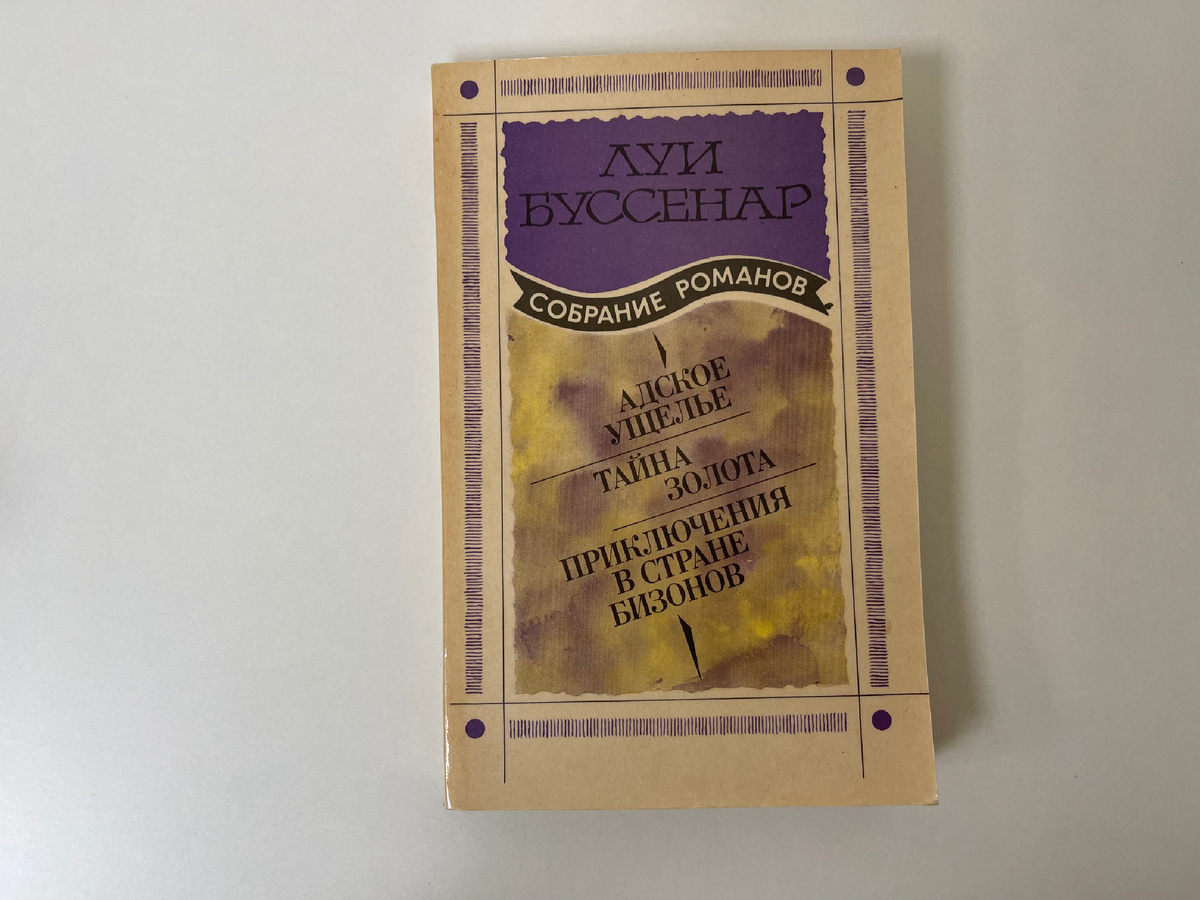 ЛУИ
БУССЕНАР
СОБРАНИЕ РОМАНОВ
АДСКОЕ
УЩЕЛЬЕ
ТАЙНА
ЗОЛОТА
ПРИКЛЮЧЕНИЯ
В СТРАНЕ
БИЗОНОВ